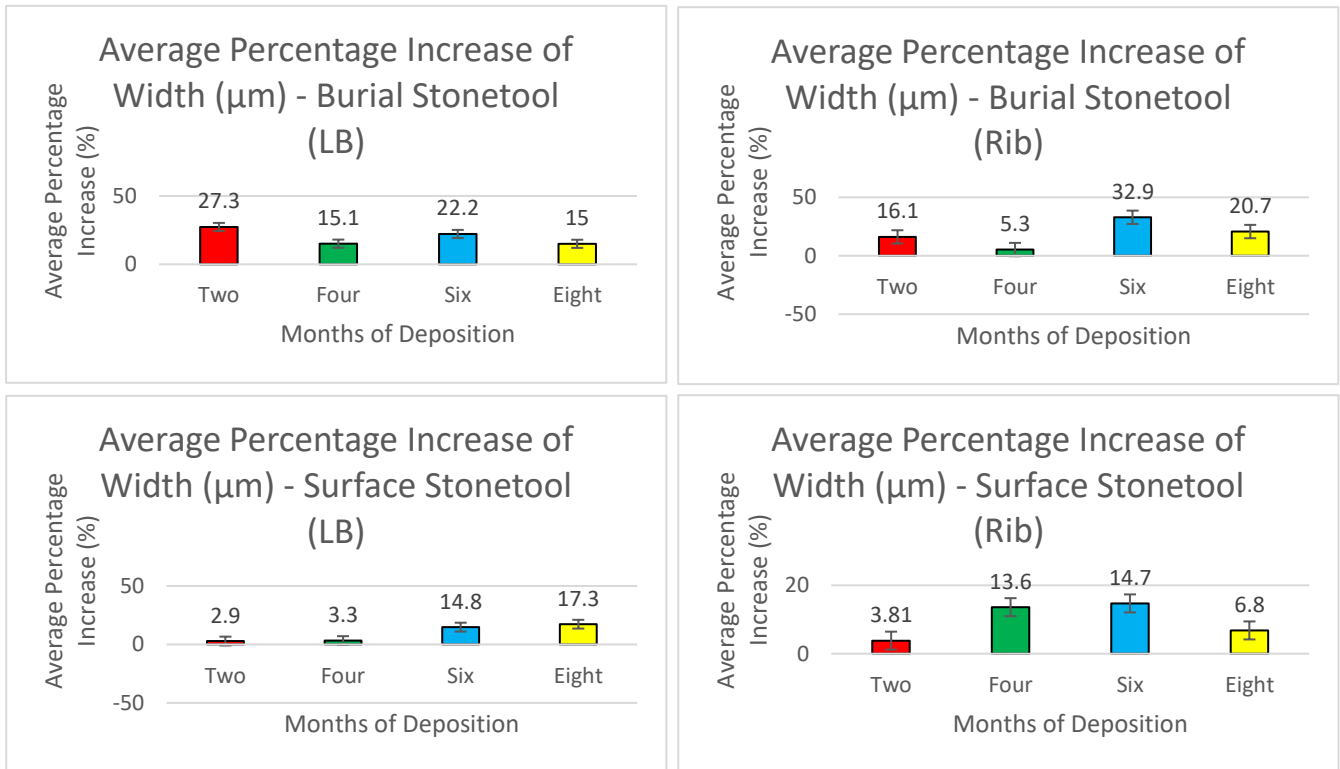 Average Percentage Increase of
Width (µm) - Burial Stonetool
(LB)
Average Percentage
Increase (%)
50
0
27.3
15.1
22.2
15
Two
Four
Six
Eight
Months of Deposition
Average Percentage Increase of
Width (µm) - Burial Stonetool
(Rib)
Average Percentage
Increase (%)
50
0
-50
16.1
5.3
32.9
20.7
Two
Four
Six
Eight
Months of Deposition
Average Percentage Increase of
Width (µm) - Surface Stonetool
(LB)
Average Percentage
Increase (%)
50
0
-50
2.9
3.3
14.8
17.3
Two
Four
Six
Eight
Months of Deposition
Average Percentage Increase of
Width (µm) - Surface Stonetool
(Rib)
Average Percentage
Increase (%)
20
0
3.81
13.6
14.7
6.8
Two
Four
Six
Eight
Months of Deposition